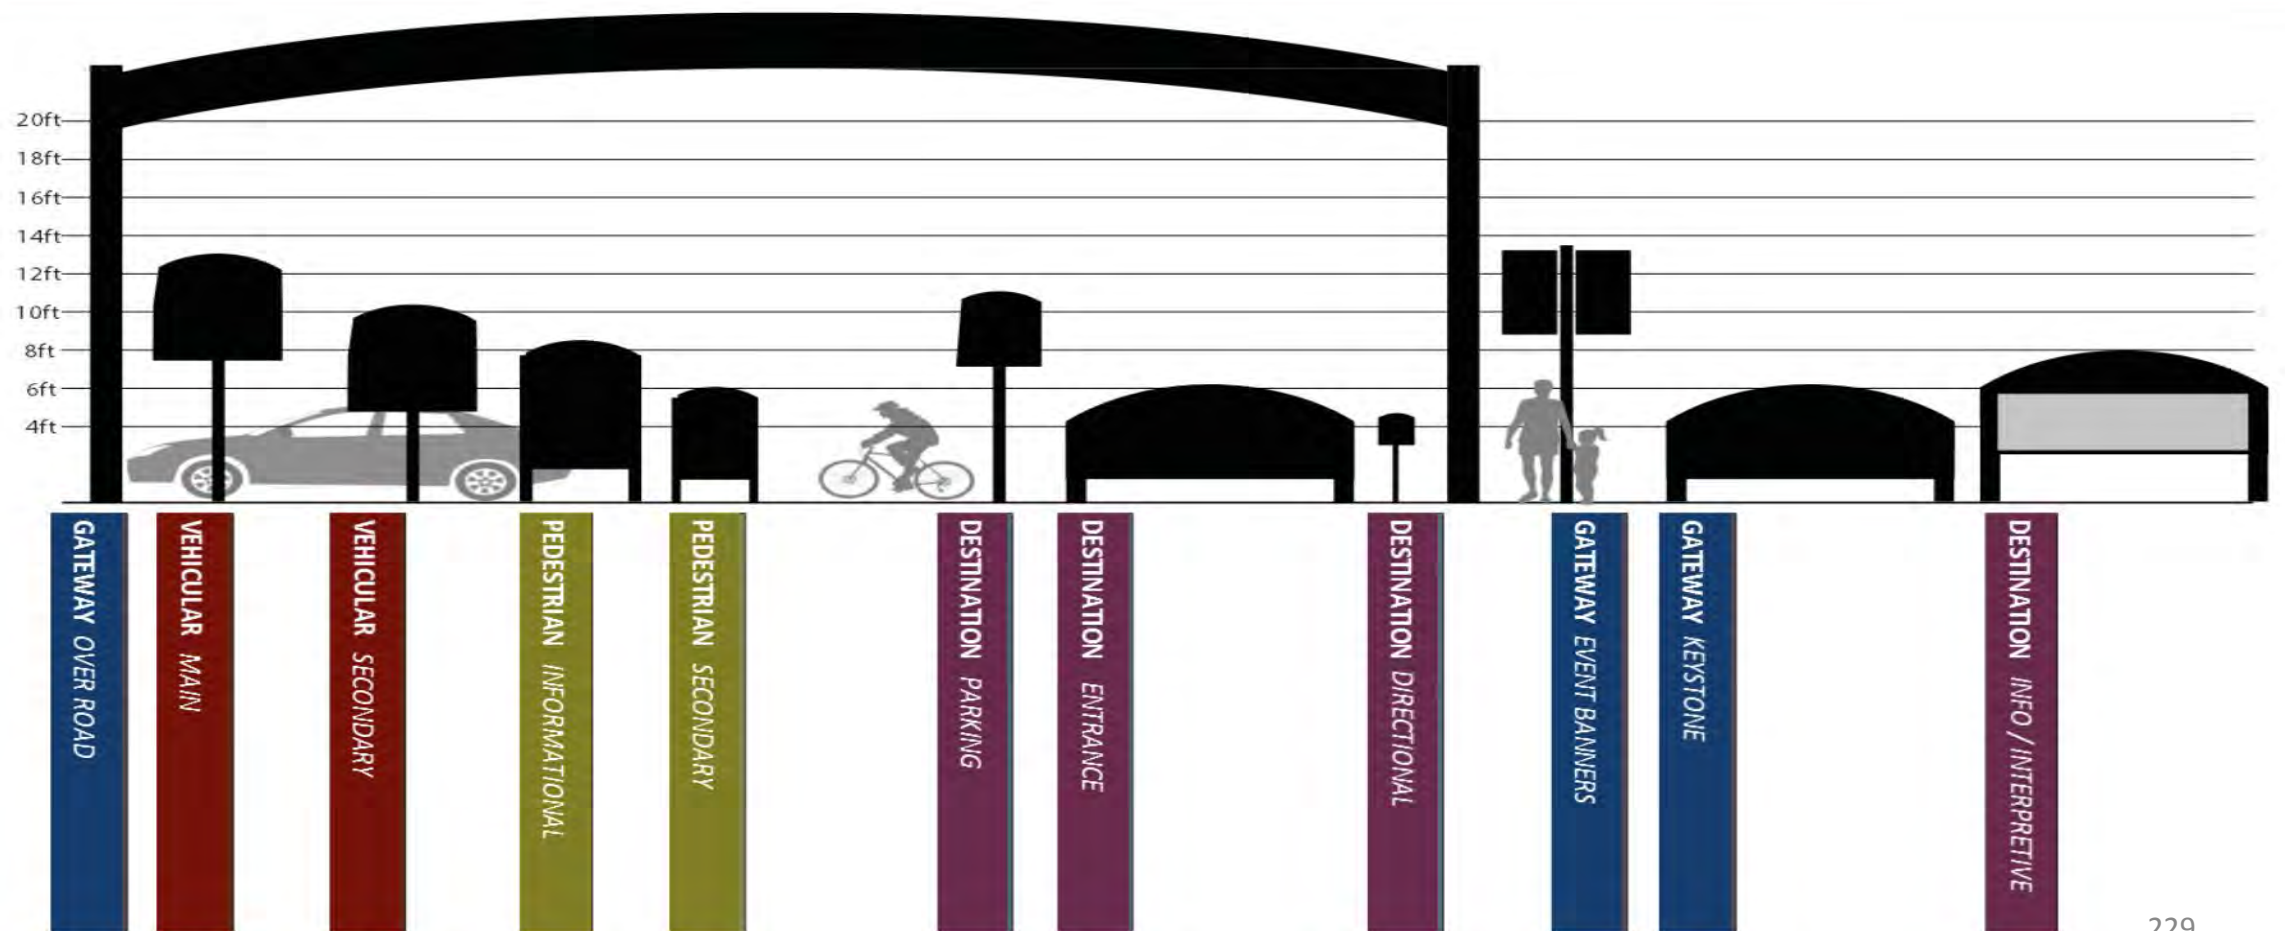 20ft
18ft
16ft
14ft
12ft
10ft
8ft
6ft
4ft
GATEWAY OVER ROAD
VEHICULAR MAIN
VEHICULAR SECONDARY
PEDESTRIAN INFORMATIONAL
PEDESTRIAN SECONDARY
DESTINATION PARKING
DESTINATION ENTRANCE
DESTINATION DIRECTIONAL
GATEWAY EVENT BANNERS
GATEWAY KEYSTONE
DESTINATION INFO / INTERPRETIVE
229